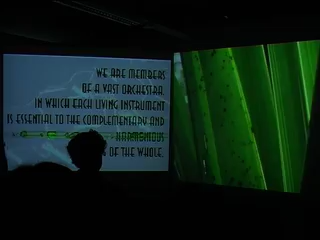 WE ARE MEMBERS
OF A VAST ORCHESTRA,
IN WHICH EACH LIVING INSTRUMENT
IS ESSENTIAL TO THE COMPLEMENTARY AND
HARMONIOUS
OF THE WHOLE.